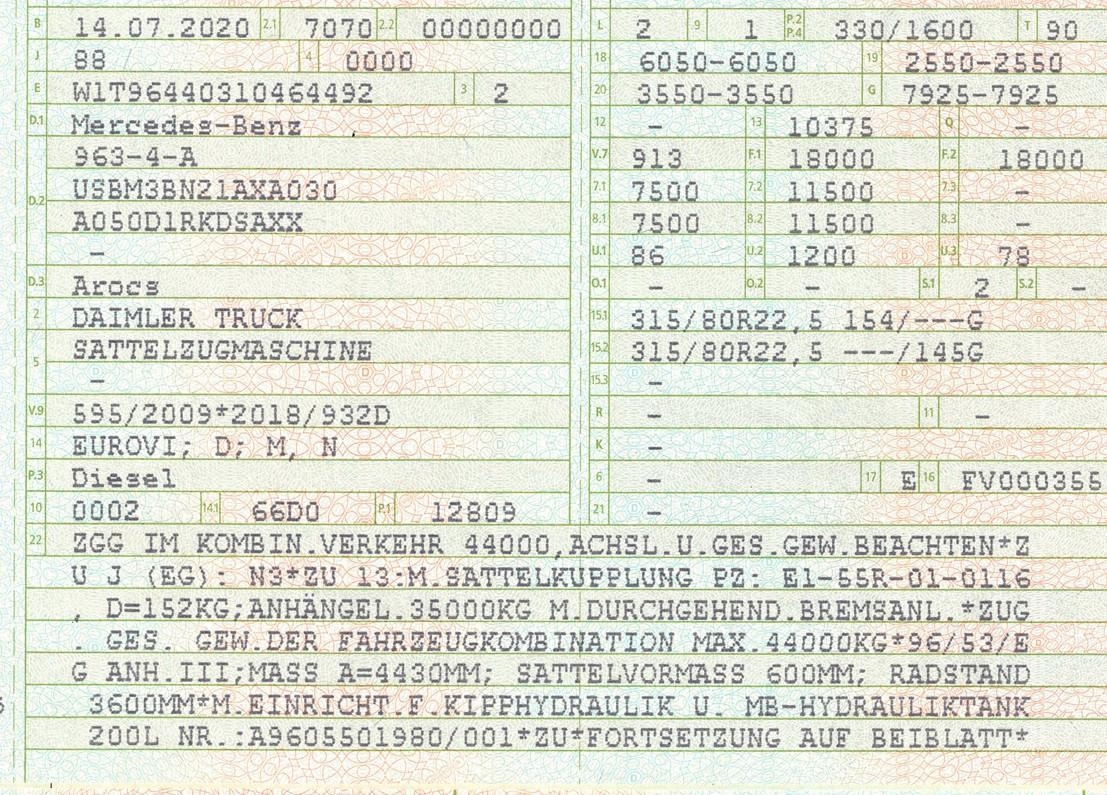 B 14.07.2020 2.1 7070 2.2 00000000 L 2 9 1 P.2 P.4 330/1600 T 90
J 88 4 0000 18 6050-6050 19 2550-2550
E W1T96440310464492 3 2 20 3550-3550 G 7925-7925
D.1 Mercedes-Benz 12 - 13 10375 Q -
963-4-A V.7 913 F.1 18000 F.2 18000
D.2 USBM3BN21AXA030 7.1 7500 7.2 11500 7.3 -
A050D1RKDSAXX 8.1 7500 8.2 11500 8.3 -
- U.1 86 U.2 1200 U.3 78
D.3 Arocs O.1 - O.2 - S.1 2 S.2 -
2 DAIMLER TRUCK 15.1 315/80R22,5 154/---G
5 SATTELZUGMASCHINE 15.2 315/80R22,5 ---/145G
- 15.3 -
V.9 595/2009*2018/932D R - 11 -
14 EUROVI; D; M, N K -
P.3 Diesel 6 - 17 E 16 FV000355
10 0002 14.1 66D0 P.1 12809 21 -
22 ZGG IM KOMBIN.VERKEHR 44000,ACHSL.U.GES.GEW.BEACHTEN*Z
U J (EG): N3*ZU 13:M.SATTELKUPPLUNG PZ: E1-55R-01-0116
, D=152KG;ANHÄNGEL.35000KG M.DURCHGEHEND.BREMSANL.*ZUG
. GES. GEW.DER FAHRZEUGKOMBINATION MAX.44000KG*96/53/E
G ANH.III;MASS A=4430MM; SATTELVORMASS 600MM; RADSTAND
3600MM*M.EINRICHT.F.KIPPHYDRAULIK U. MB-HYDRAULIKTANK
200L NR.:A9605501980/001*ZU*FORTSETZUNG AUF BEIBLATT*